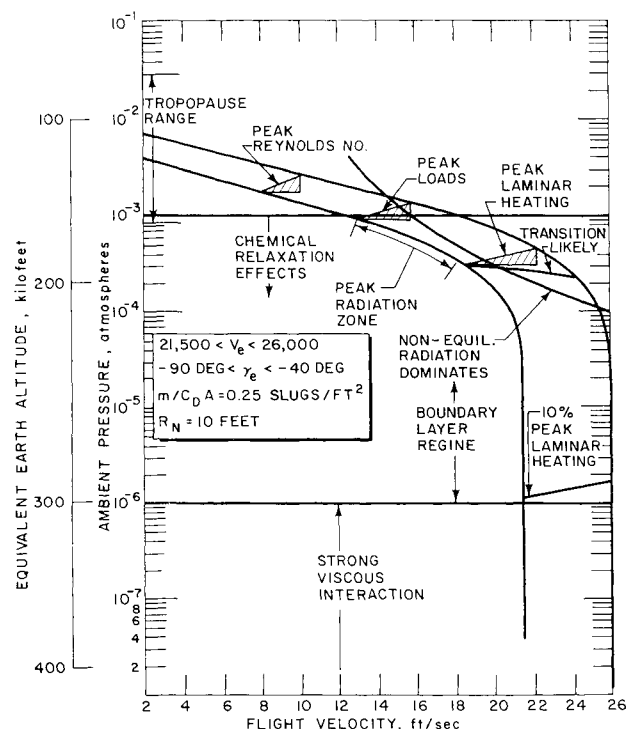 EQUIVALENT EARTH ALTITUDE, kilofeet
100
200
300
400
AMBIENT PRESSURE, atmospheres
10⁻¹
10⁻²
10⁻³
10⁻⁴
10⁻⁵
10⁻⁶
10⁻⁷
8
6
4
2
TROPOPAUSE
RANGE
PEAK
REYNOLDS NO.
PEAK
LOADS
PEAK
LAMINAR
HEATING
TRANSITION
LIKELY
CHEMICAL
RELAXATION
EFFECTS
PEAK
RADIATION
ZONE
NON-EQUIL.
RADIATION
DOMINATES
21,500 < Vₑ < 26,000
-90 DEG < γₑ < -40 DEG
m/C_D A = 0.25 SLUGS/FT²
R_N = 10 FEET
BOUNDARY
LAYER
REGIME
10%
PEAK
LAMINAR
HEATING
STRONG
VISCOUS
INTERACTION
2 4 6 8 10 12 14 16 18 20 22 24 26
FLIGHT VELOCITY, ft/sec